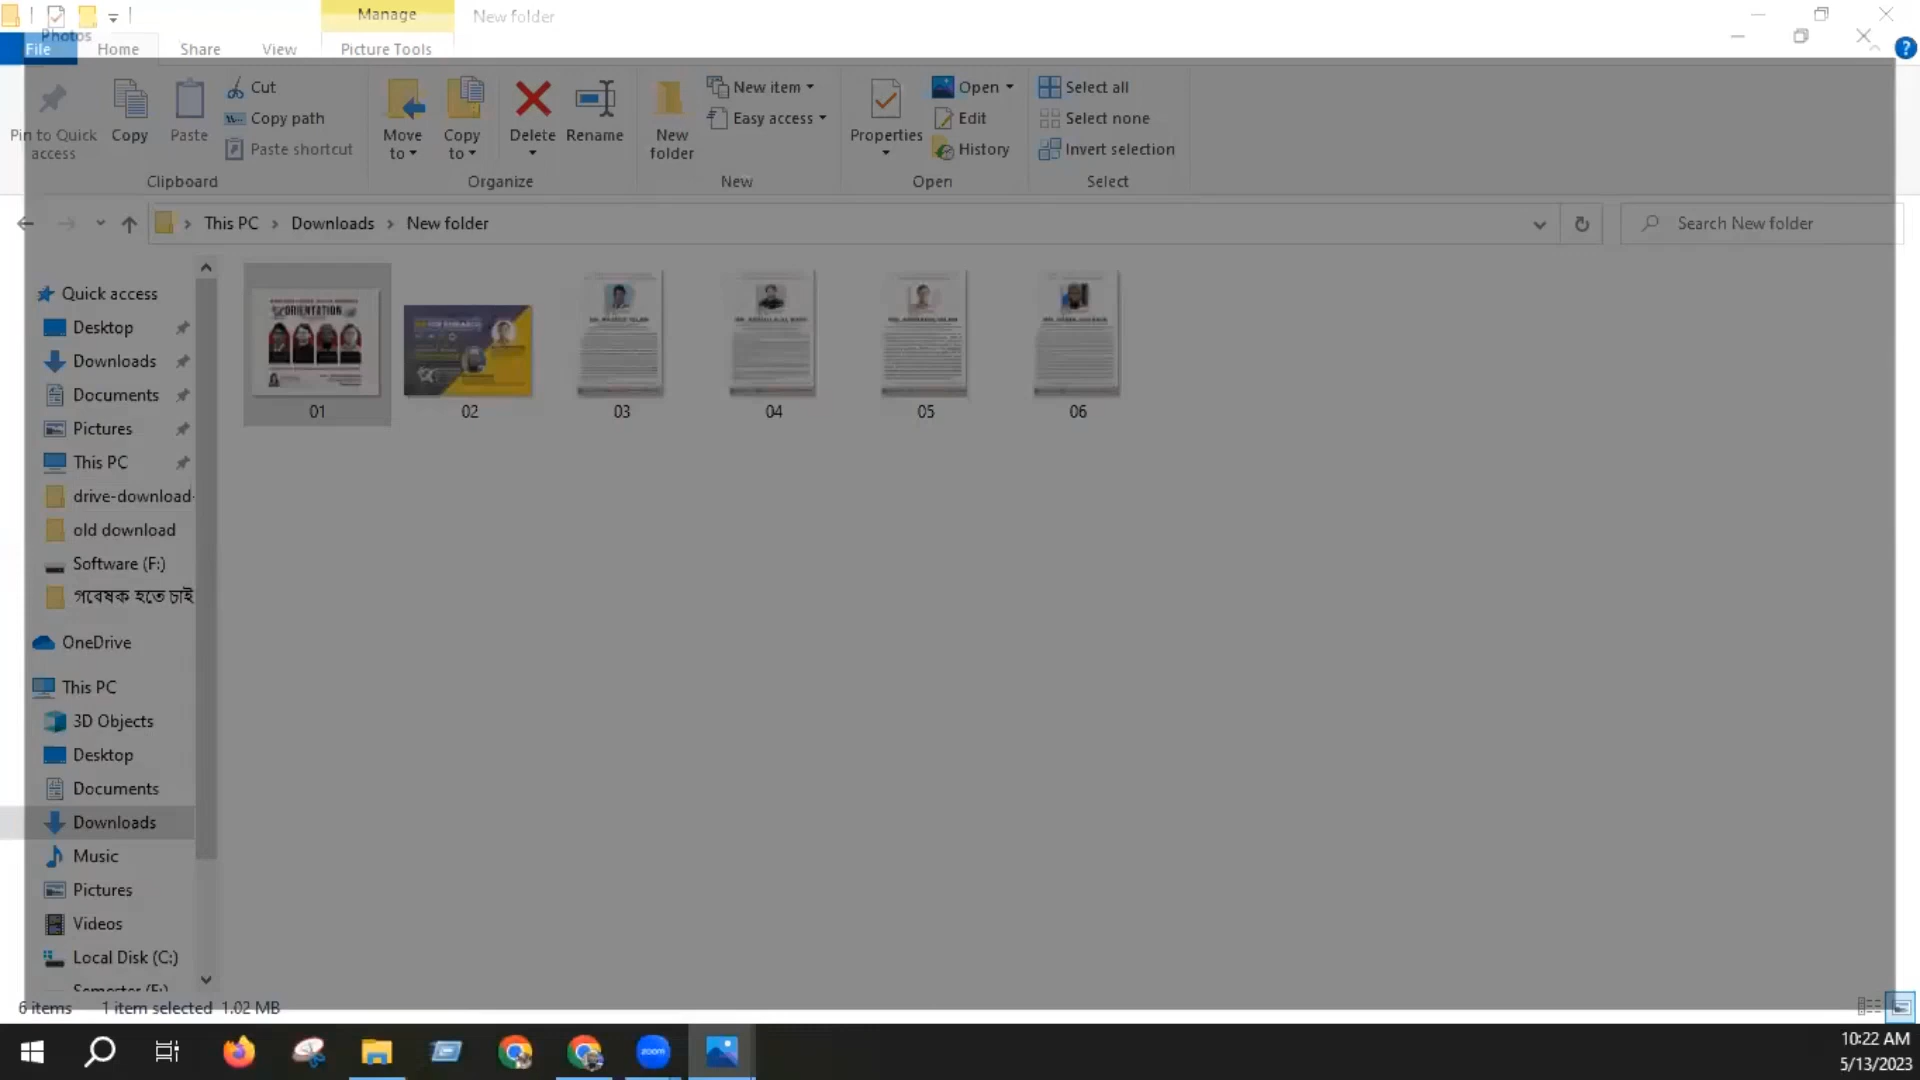 Manage
New folder
Photos
File
Home
Share
View
Picture Tools
Pin to Quick access
Copy
Paste
Cut
Copy path
Paste shortcut
Clipboard
Move to
Copy to
Delete
Rename
Organize
New folder
New item
Easy access
New
Properties
Open
Edit
History
Open
Select all
Select none
Invert selection
Select
This PC
Downloads
New folder
Search New folder
Quick access
Desktop
Downloads
Documents
Pictures
This PC
drive-download-
old download
Software (F:)
গবেষক হতে চাই
OneDrive
This PC
3D Objects
Desktop
Documents
Downloads
Music
Pictures
Videos
Local Disk (C:)
ORIENTATION
01
02
03
04
05
06
6 items
1 item selected 1.02 MB
zoom
10:22 AM
5/13/2023